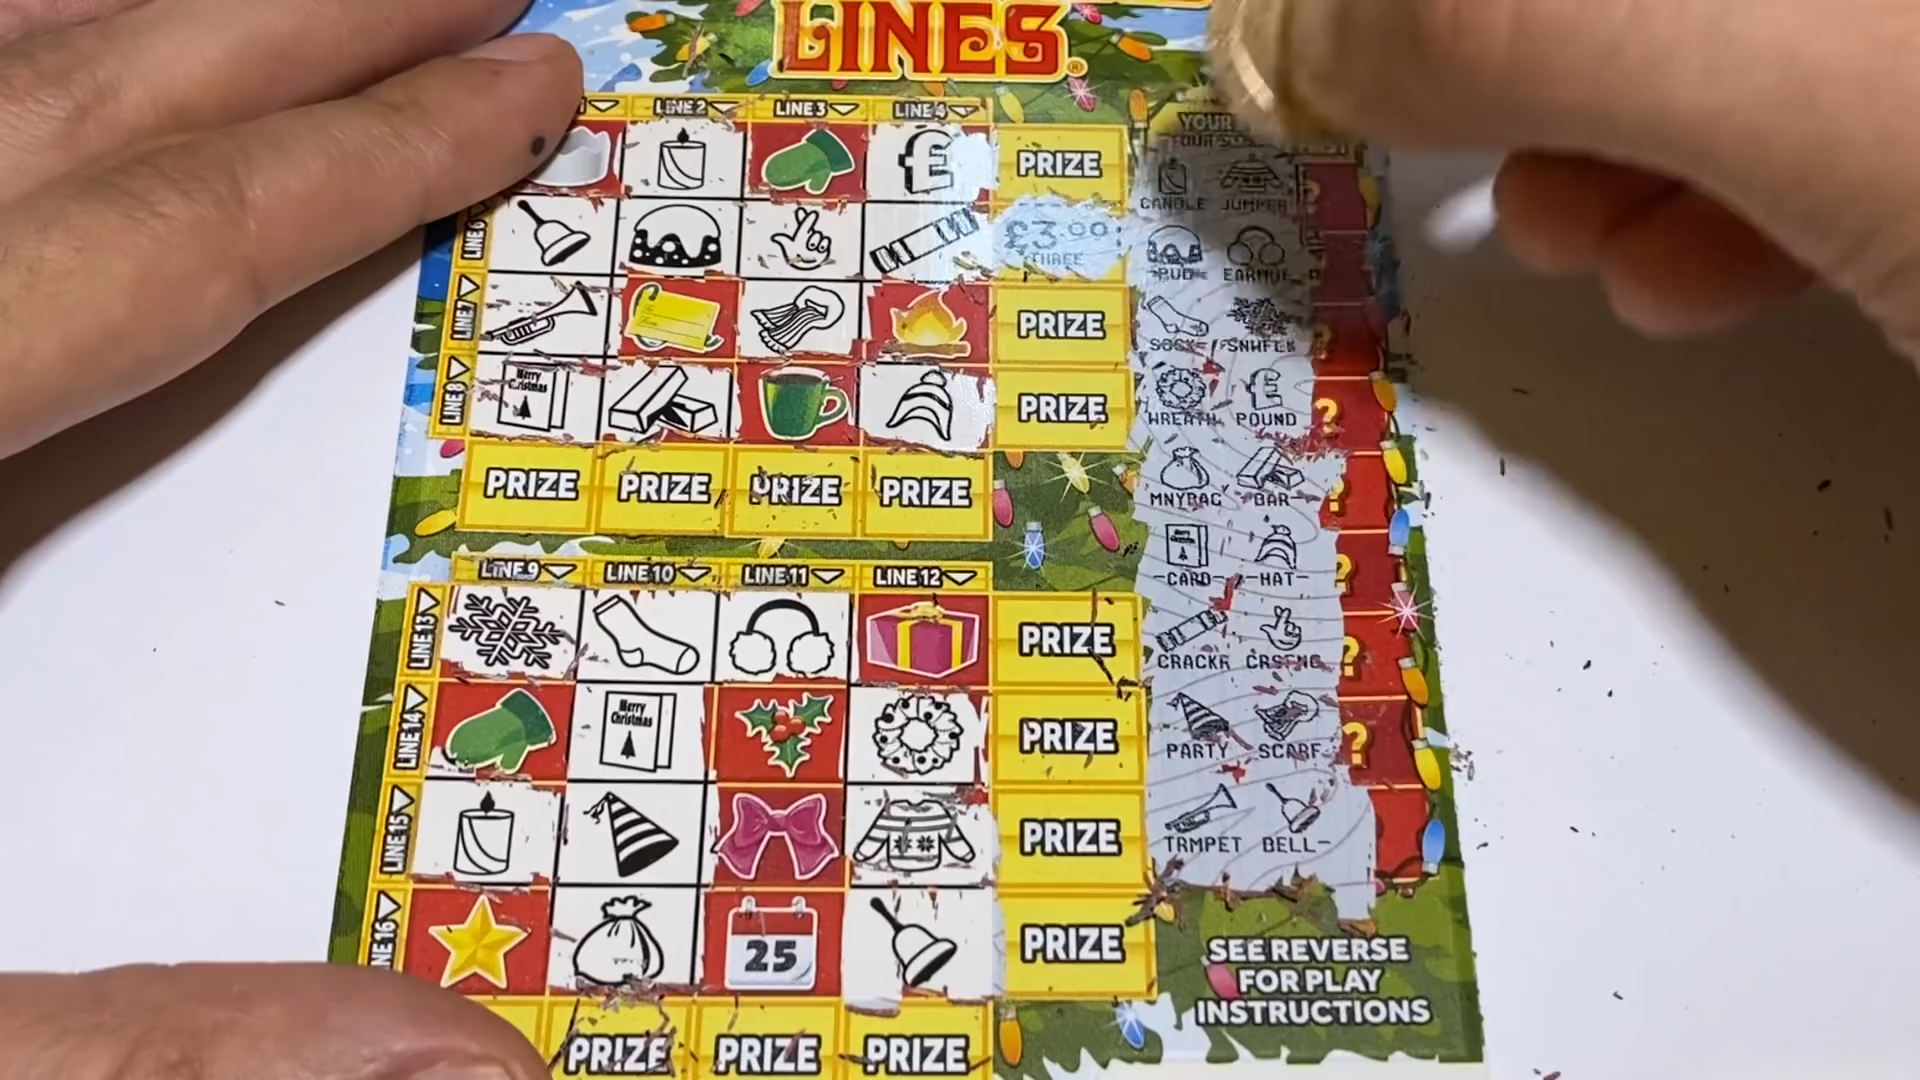 LINES
LINE 2 LINE 3 LINE 4
YOUR
PRIZE
CANDLE JUMPER
LINE 6
£3.00
THREE
PUD EARMUF
LINE 7
PRIZE
SOCK SNWFLK
LINE 8
Merry
Christmas
PRIZE
WREATH POUND
?
PRIZE PRIZE PRIZE PRIZE
MNYBAG BAR
?
CARD HAT
?
LINE 9 LINE 10 LINE 11 LINE 12
LINE 13
PRIZE
CRACKR CRSFNG
?
LINE 14
Merry
Christmas
PRIZE
PARTY SCARF
?
LINE 15
PRIZE
TRMPET BELL
LINE 16
25
PRIZE
SEE REVERSE
FOR PLAY
INSTRUCTIONS
PRIZE PRIZE PRIZE